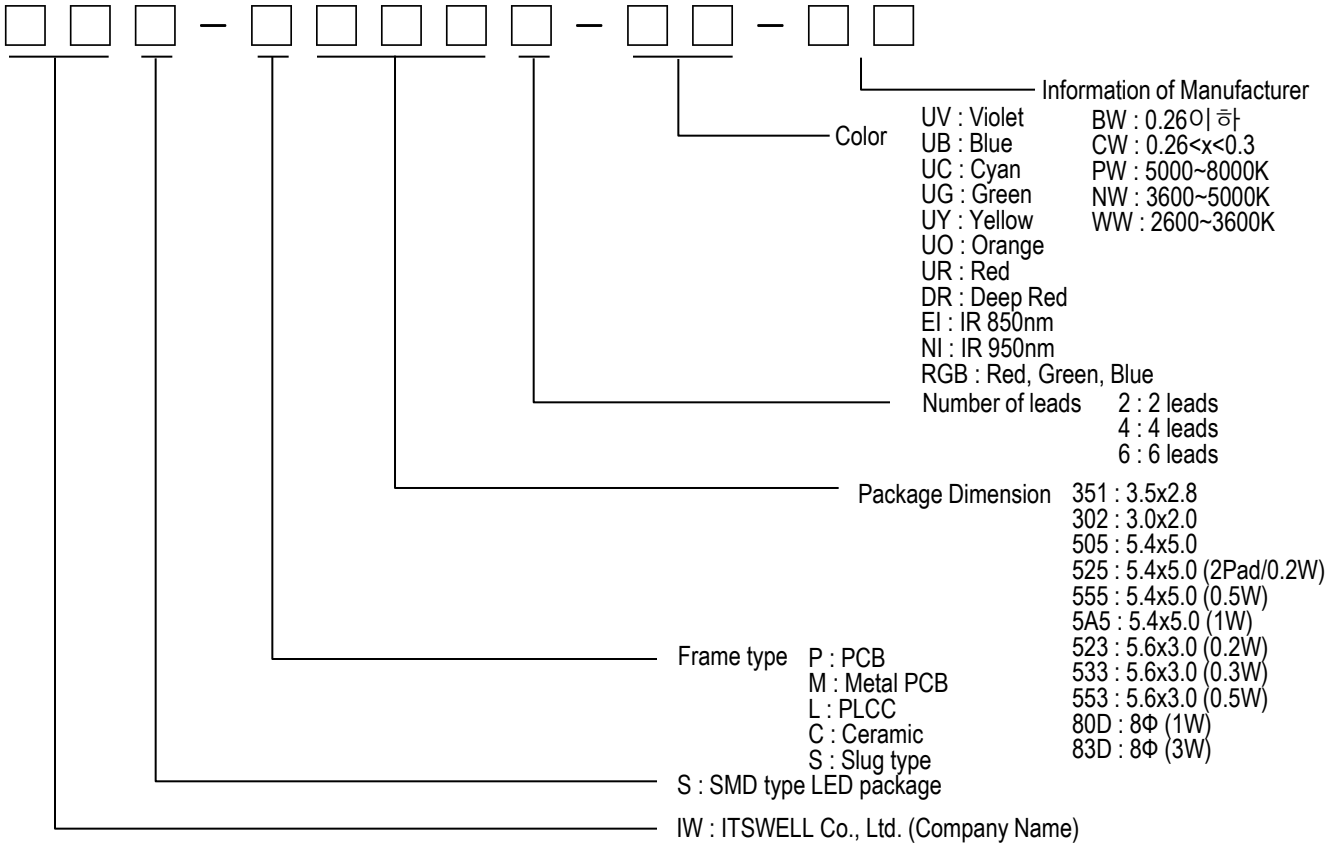 Information of Manufacturer
Color
UV : Violet
UB : Blue
UC : Cyan
UG : Green
UY : Yellow
UO : Orange
UR : Red
DR : Deep Red
EI : IR 850nm
NI : IR 950nm
RGB : Red, Green, Blue
BW : 0.26이하
CW : 0.26<x<0.3
PW : 5000~8000K
NW : 3600~5000K
WW : 2600~3600K
Number of leads
2 : 2 leads
4 : 4 leads
6 : 6 leads
Package Dimension
351 : 3.5x2.8
302 : 3.0x2.0
505 : 5.4x5.0
525 : 5.4x5.0 (2Pad/0.2W)
555 : 5.4x5.0 (0.5W)
5A5 : 5.4x5.0 (1W)
523 : 5.6x3.0 (0.2W)
533 : 5.6x3.0 (0.3W)
553 : 5.6x3.0 (0.5W)
80D : 8Φ (1W)
83D : 8Φ (3W)
Frame type
P : PCB
M : Metal PCB
L : PLCC
C : Ceramic
S : Slug type
S : SMD type LED package
IW : ITSWELL Co., Ltd. (Company Name)